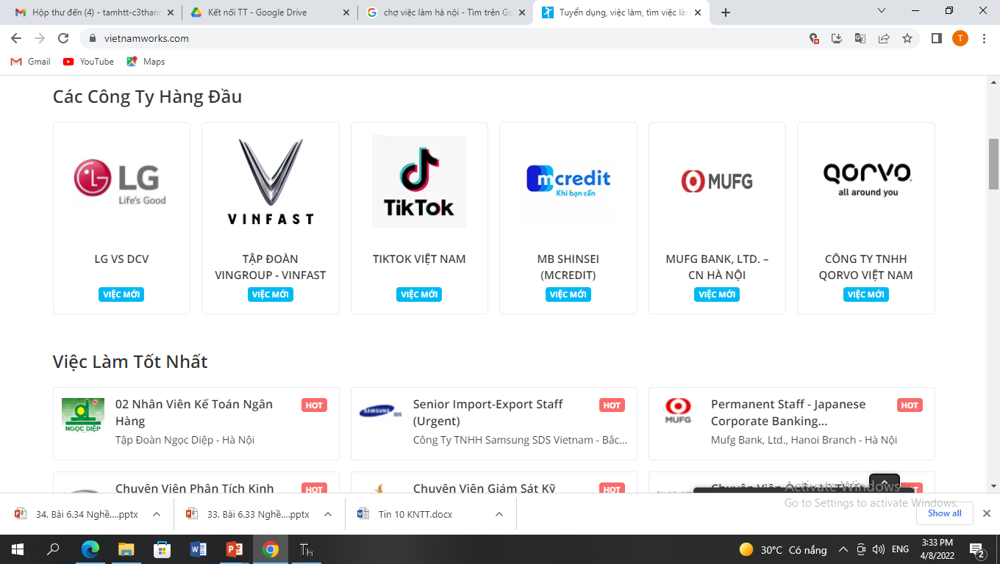 Hộp thư đến (4) - tamhtt-c3than
Kết nối TT - Google Drive
chợ việc làm hà nội - Tìm trên Go
Tuyển dụng, việc làm, tìm việc là
vietnamworks.com
T
Gmail
YouTube
Maps
Các Công Ty Hàng Đầu
LG
Life's Good
VINFAST
TikTok
mcredit
Khi bạn cần
MUFG
QORVO
all around you
LG VS DCV
TẬP ĐOÀN
VINGROUP - VINFAST
TIKTOK VIỆT NAM
MB SHINSEI
(MCREDIT)
MUFG BANK, LTD. –
CN HÀ NỘI
CÔNG TY TNHH
QORVO VIỆT NAM
VIỆC MỚI
VIỆC MỚI
VIỆC MỚI
VIỆC MỚI
VIỆC MỚI
VIỆC MỚI
Việc Làm Tốt Nhất
NGỌC DIỆP
02 Nhân Viên Kế Toán Ngân
Hàng
HOT
Tập Đoàn Ngọc Diệp - Hà Nội
SAMSUNG SDS
Senior Import-Export Staff
(Urgent)
HOT
Công Ty TNHH Samsung SDS Vietnam - Bắc...
MUFG
Permanent Staff - Japanese
Corporate Banking...
HOT
Mufg Bank, Ltd., Hanoi Branch - Hà Nội
Chuyên Viên Phân Tích Kinh
HOT
Chuyên Viên Giám Sát Kỹ
HOT
Chuyên Viên
Activate Windows
Go to Settings to activate Windows.
34. Bài 6.34 Nghề....pptx
33. Bài 6.33 Nghề....pptx
Tin 10 KNTT.docx
Show all
30°C Có nắng
ENG
3:33 PM
4/8/2022
2